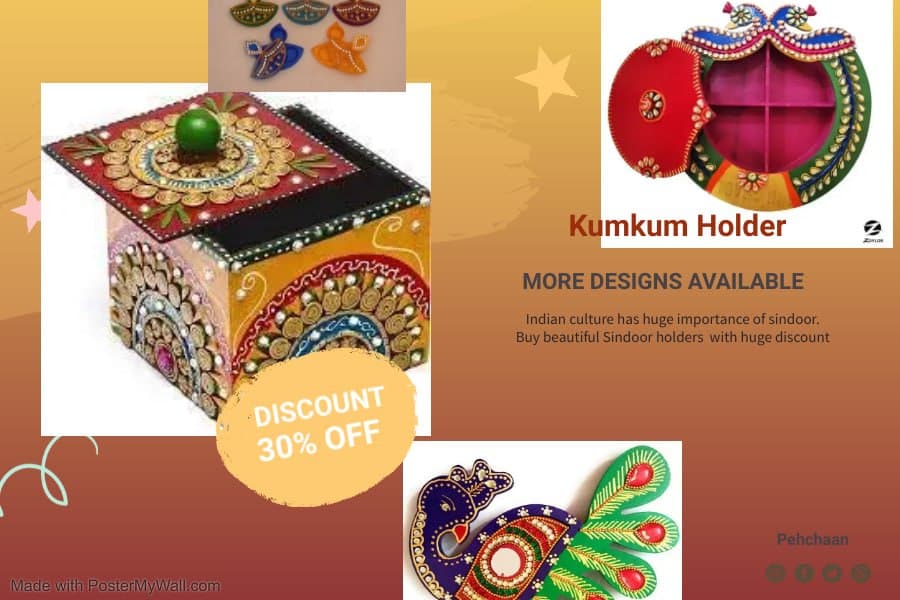 Kumkum Holder
MORE DESIGNS AVAILABLE
Indian culture has huge importance of sindoor.
Buy beautiful Sindoor holders with huge discount
DISCOUNT
30% OFF
Pehchaan
Made with PosterMyWall.com